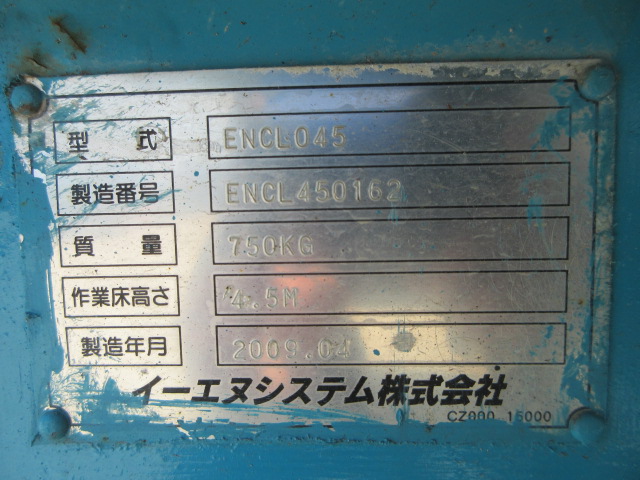 型 式 ENCL045
製造番号 ENCL450162
質 量 750KG
作業床高さ 4.5M
製造年月 2009.04
イーエヌシステム株式会社
CZ000 15000